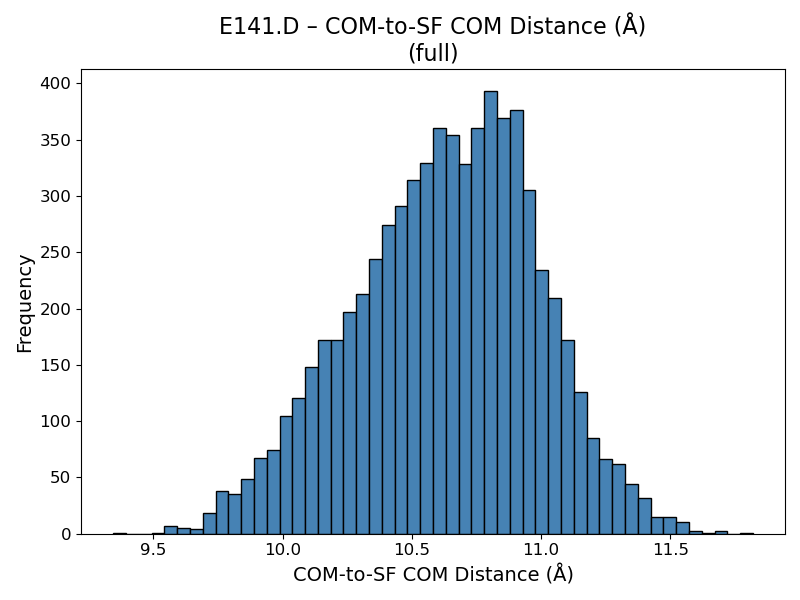 E141.D – COM-to-SF COM Distance (Å)
(full)
400
350
300
250
200
150
100
50
0
Frequency
9.5 10.0 10.5 11.0 11.5
COM-to-SF COM Distance (Å)